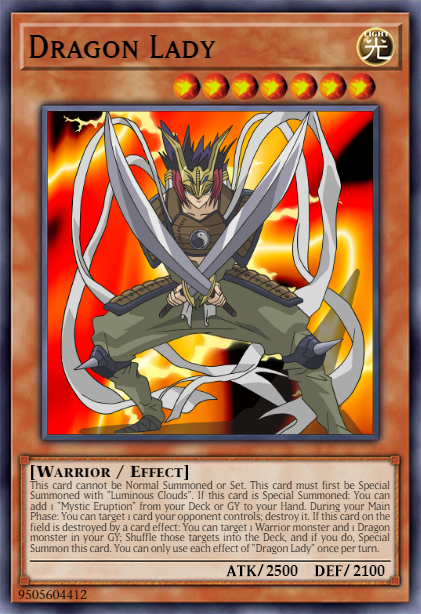 DRAGON LADY
LIGHT
光
[WARRIOR / EFFECT]
This card cannot be Normal Summoned or Set. This card must first be Special
Summoned with "Luminous Clouds". If this card is Special Summoned: You can
add 1 "Mystic Eruption" from your Deck or GY to your Hand. During your Main
Phase: You can target 1 card your opponent controls; destroy it. If this card on the
field is destroyed by a card effect: You can target 1 Warrior monster and 1 Dragon
monster in your GY; Shuffle those targets into the Deck, and if you do, Special
Summon this card. You can only use each effect of "Dragon Lady" once per turn.
ATK/2500 DEF/2100
9505604412